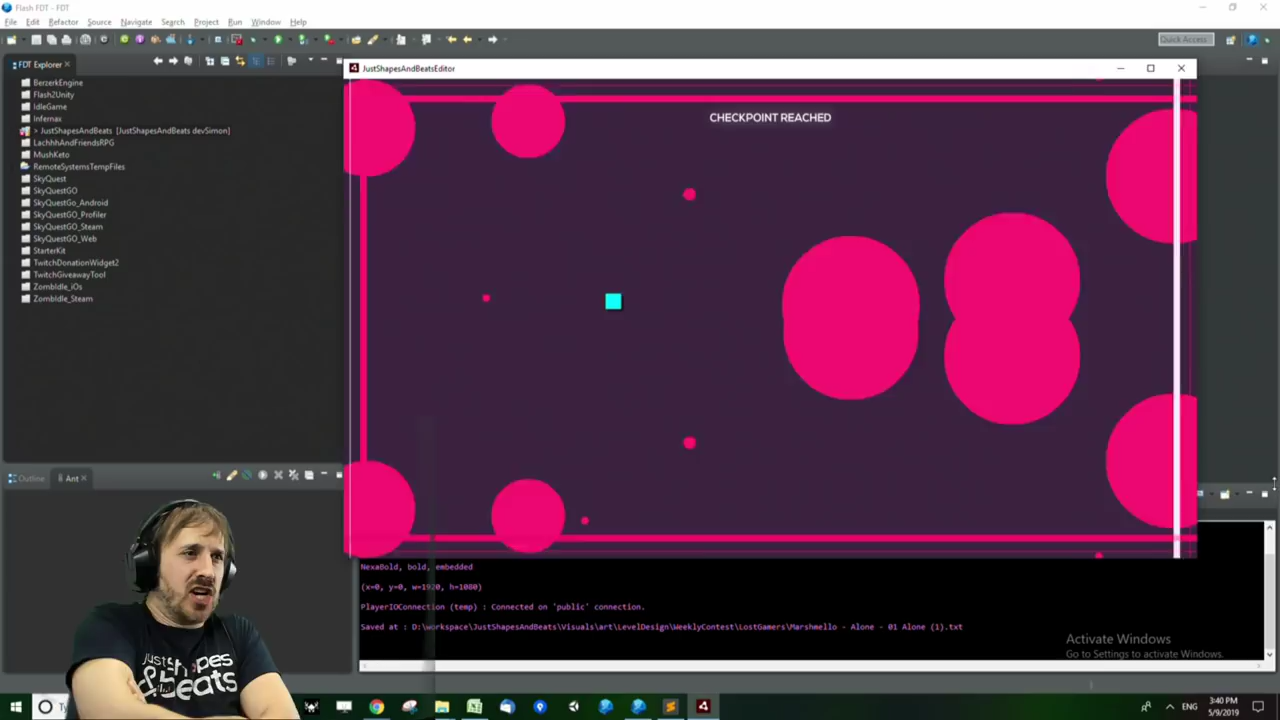 Flash FDT - FDT
File Edit Refactor Source Navigate Search Project Run Window Help
Quick Access
FDT Explorer
BerzerkEngine
Flash2Unity
IdleGame
Infernax
> JustShapesAndBeats [JustShapesAndBeats devSimon]
LachhhAndFriendsRPG
MushKeto
RemoteSystemsTempFiles
SkyQuest
SkyQuestGO
SkyQuestGo_Android
SkyQuestGO_Profiler
SkyQuestGO_Steam
SkyQuestGO_Web
StarterKit
TwitchDonationWidget2
TwitchGiveawayTool
ZombIdle_iOs
ZombIdle_Steam
JustShapesAndBeatsEditor
CHECKPOINT REACHED
Outline Ant
NexaBold, bold, embedded
(x=0, y=0, w=1920, h=1080)
PlayerIOConnection (temp) : Connected on 'public' connection.
Saved at : D:\workspace\JustShapesAndBeats\Visuals\art\LevelDesign\WeeklyContest\LostGamers\Marshmello - Alone - 01 Alone (1).txt
Activate Windows
Go to Settings to activate Windows.
just shapes
& beats
ENG
3:40 PM
5/9/2019